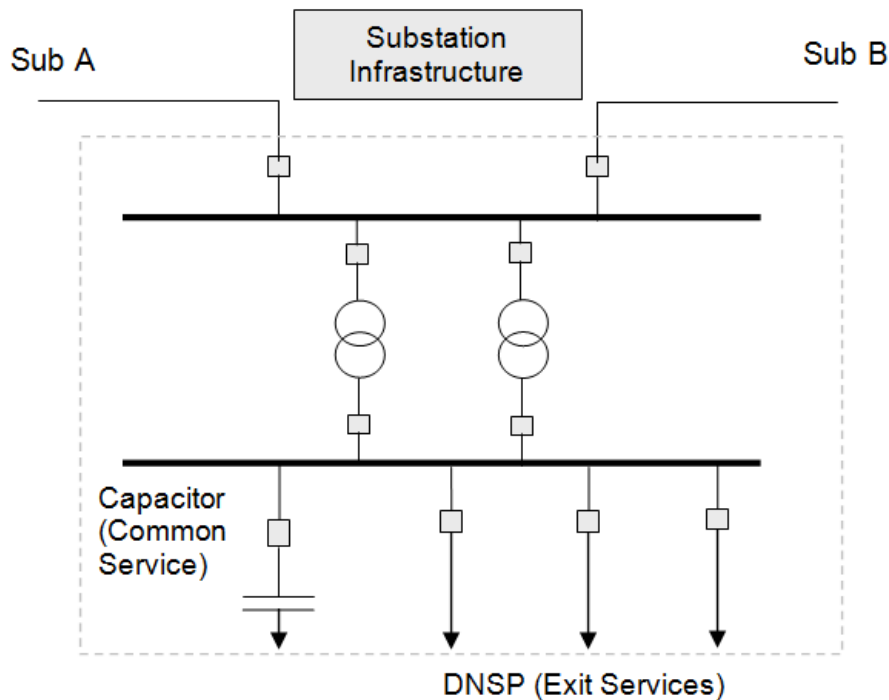 Substation
Infrastructure
Sub A
Sub B
Capacitor
(Common
Service)
DNSP (Exit Services)